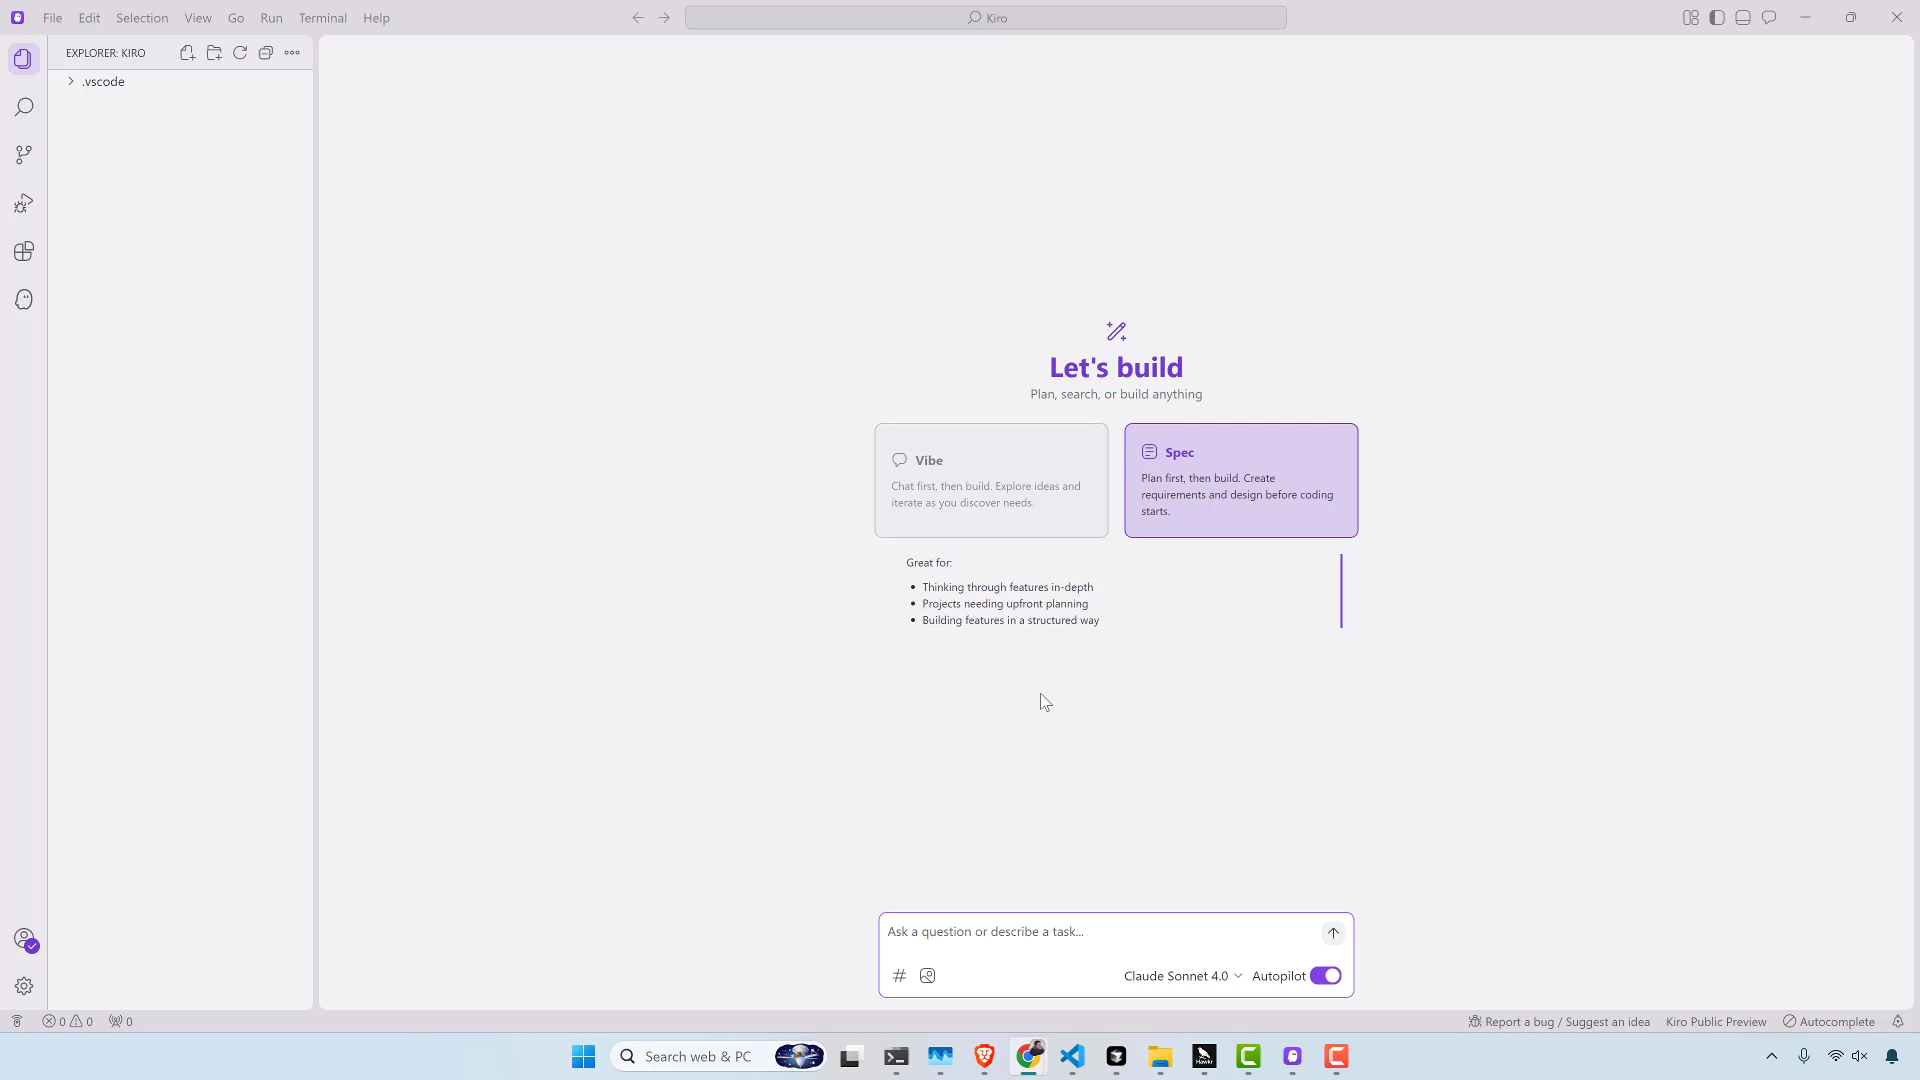 File Edit Selection View Go Run Terminal Help
Kiro
EXPLORER: KIRO
.vscode
Let's build
Plan, search, or build anything
Vibe
Chat first, then build. Explore ideas and
iterate as you discover needs.
Spec
Plan first, then build. Create
requirements and design before coding
starts.
Great for:
• Thinking through features in-depth
• Projects needing upfront planning
• Building features in a structured way
Ask a question or describe a task...
Claude Sonnet 4.0 Autopilot
0 0 0
Report a bug / Suggest an idea Kiro Public Preview Autocomplete
Search web & PC
Hawkr